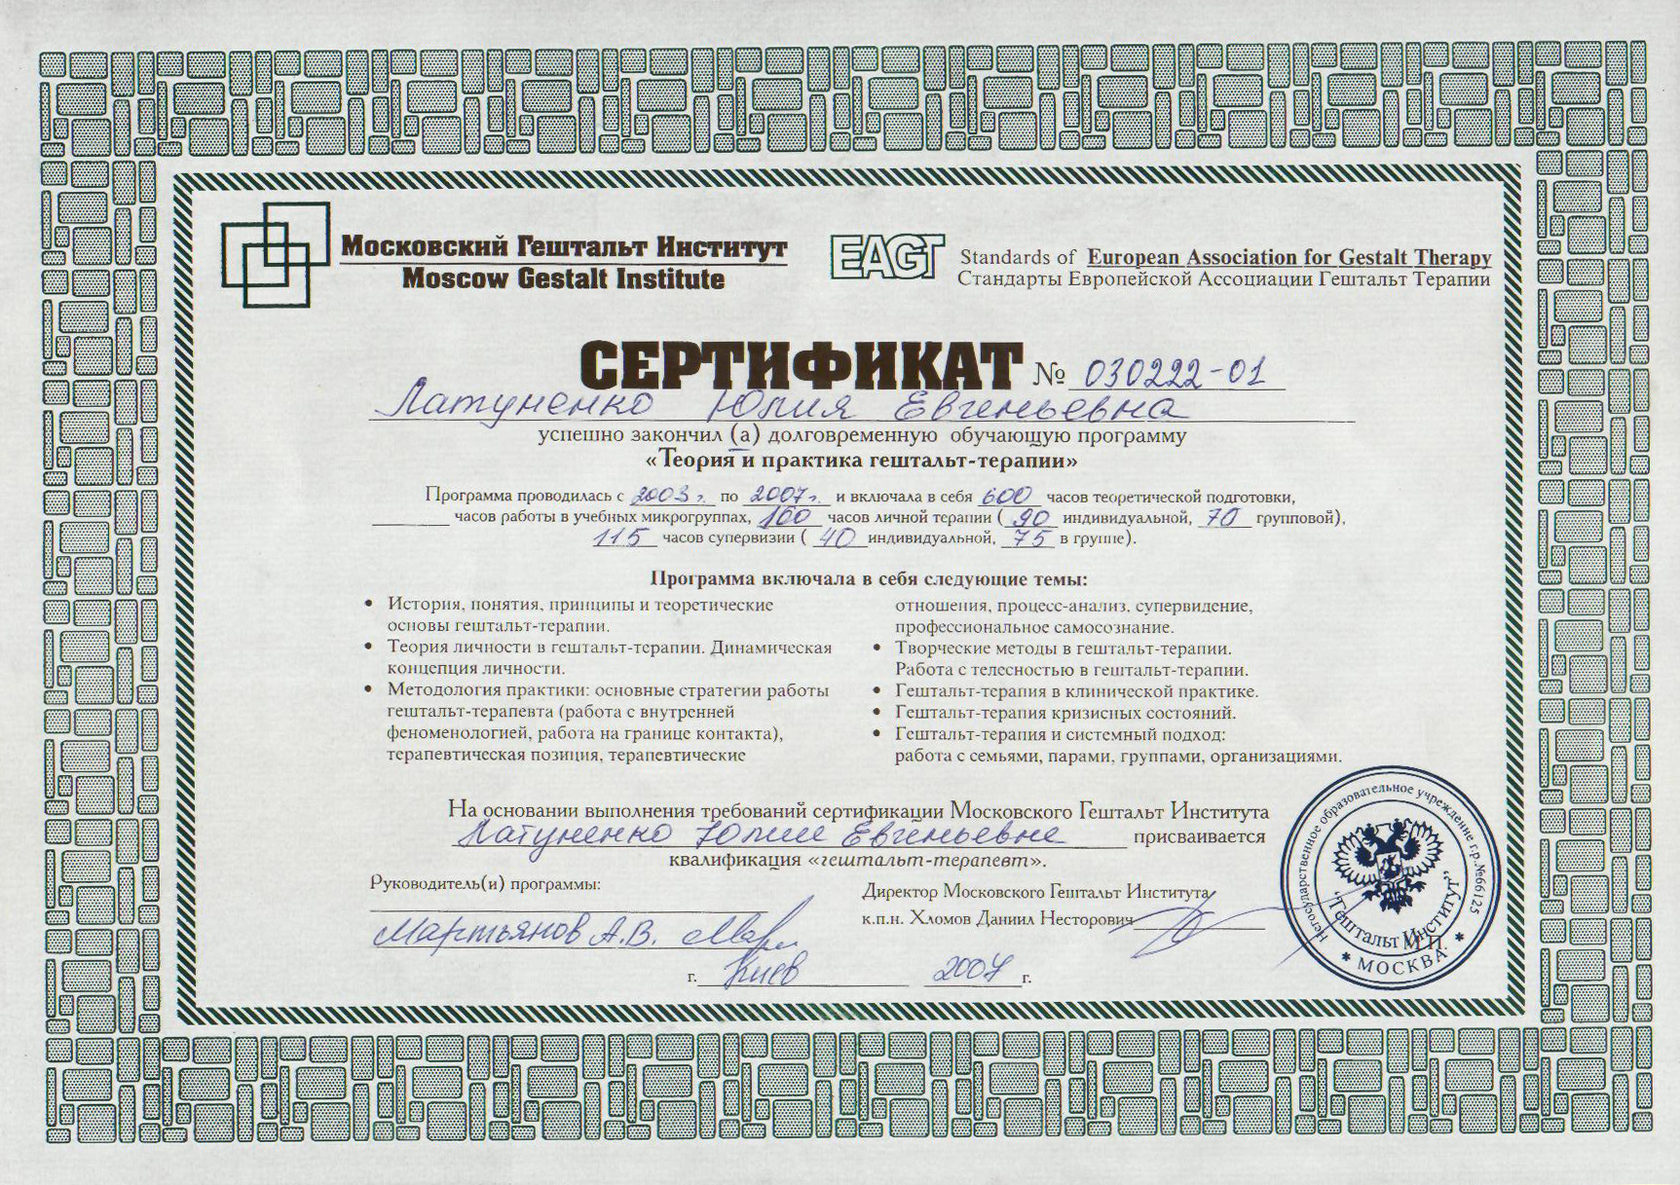 Московский Гештальт Институт
Moscow Gestalt Institute
EAGT
Standards of European Association for Gestalt Therapy
Стандарты Европейской Ассоциации Гештальт Терапии
СЕРТИФИКАТ № 030222-01
Латуненко Юлия Евгеньевна
успешно закончил (а) долговременную обучающую программу
«Теория и практика гештальт-терапии»
Программа проводилась с 2003 г. по 2007 г. и включала в себя 600 часов теоретической подготовки,
часов работы в учебных микрогруппах, 160 часов личной терапии ( 90 индивидуальной, 70 групповой),
115 часов супервизии ( 40 индивидуальной, 75 в группе).
Программа включала в себя следующие темы:
• История, понятия, принципы и теоретические
основы гештальт-терапии.
• Теория личности в гештальт-терапии. Динамическая
концепция личности.
• Методология практики: основные стратегии работы
гештальт-терапевта (работа с внутренней
феноменологией, работа на границе контакта),
терапевтическая позиция, терапевтические
отношения, процесс-анализ, супервидение,
профессиональное самосознание.
• Творческие методы в гештальт-терапии.
Работа с телесностью в гештальт-терапии.
• Гештальт-терапия в клинической практике.
• Гештальт-терапия кризисных состояний.
• Гештальт-терапия и системный подход:
работа с семьями, парами, группами, организациями.
На основании выполнения требований сертификации Московского Гештальт Института
Латуненко Юлии Евгеньевне присваивается
квалификация «гештальт-терапевт».
Руководитель(и) программы:
Мартьянов А.В.
Директор Московского Гештальт Института
к.п.н. Хломов Даниил Несторович
г. Киев 2007 г.
М.П.
Негосударственное образовательное учреждение г.р.№66125
"Гештальт Институт"
* МОСКВА *